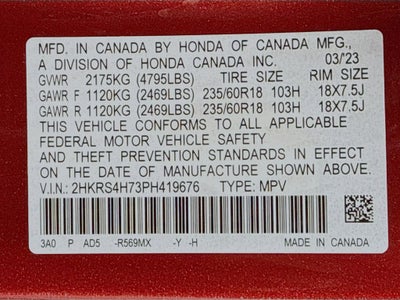 MFD. IN CANADA BY HONDA OF CANADA MFG.,
A DIVISION OF HONDA CANADA INC. 03/23
GVWR 2175KG (4795LBS) TIRE SIZE RIM SIZE
GAWR F 1120KG (2469LBS) 235/60R18 103H 18X7.5J
GAWR R 1120KG (2469LBS) 235/60R18 103H 18X7.5J
THIS VEHICLE CONFORMS TO ALL APPLICABLE
FEDERAL MOTOR VEHICLE SAFETY
AND THEFT PREVENTION STANDARDS IN EFFECT
ON THE DATE OF MANUFACTURE SHOWN ABOVE.
V.I.N: 2HKRS4H73PH419676 TYPE: MPV
3A0 P AD5 -R569MX -Y -H MADE IN CANADA